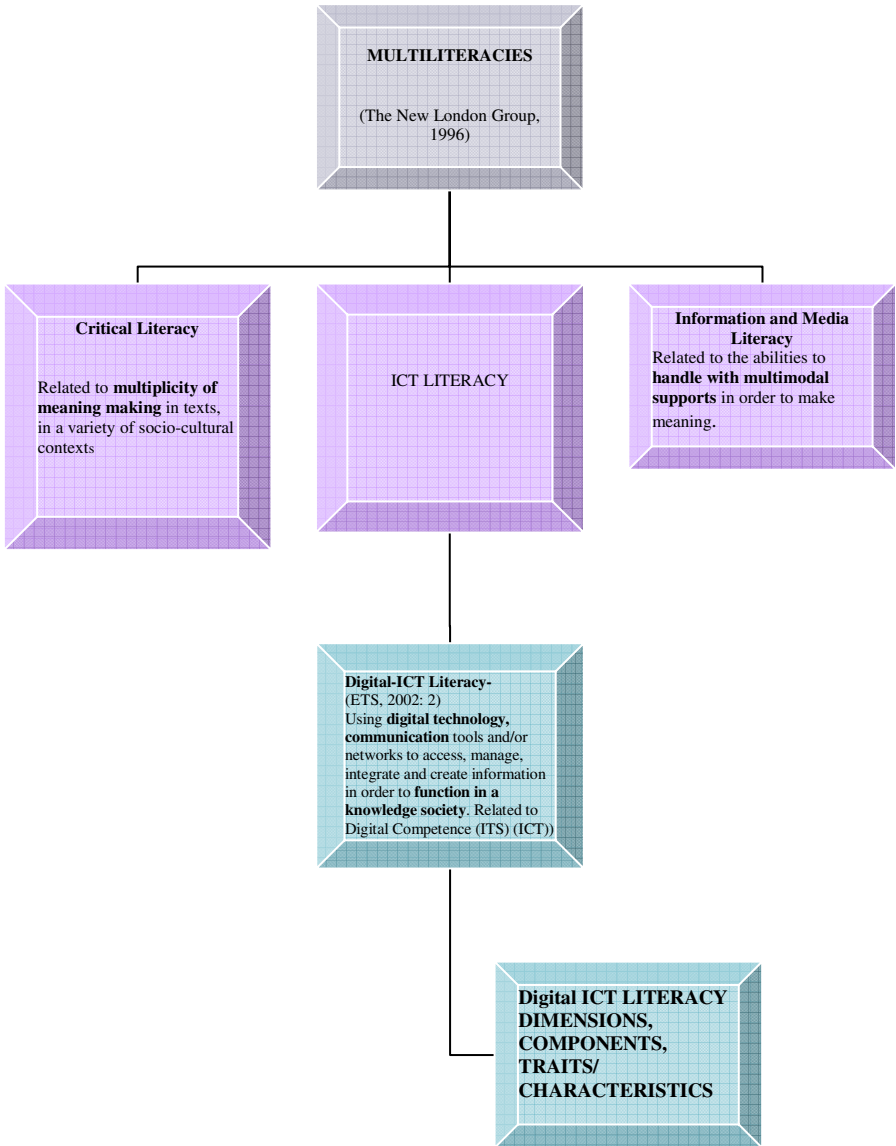 MULTILITERACIES
(The New London Group,
1996)
Critical Literacy
Related to multiplicity of
meaning making in texts,
in a variety of socio-cultural
contexts
ICT LITERACY
Information and Media
Literacy
Related to the abilities to
handle with multimodal
supports in order to make
meaning.
Digital-ICT Literacy-
(ETS, 2002: 2)
Using digital technology,
communication tools and/or
networks to access, manage,
integrate and create information
in order to function in a
knowledge society. Related to
Digital Competence (ITS) (ICT))
Digital ICT LITERACY
DIMENSIONS,
COMPONENTS,
TRAITS/
CHARACTERISTICS